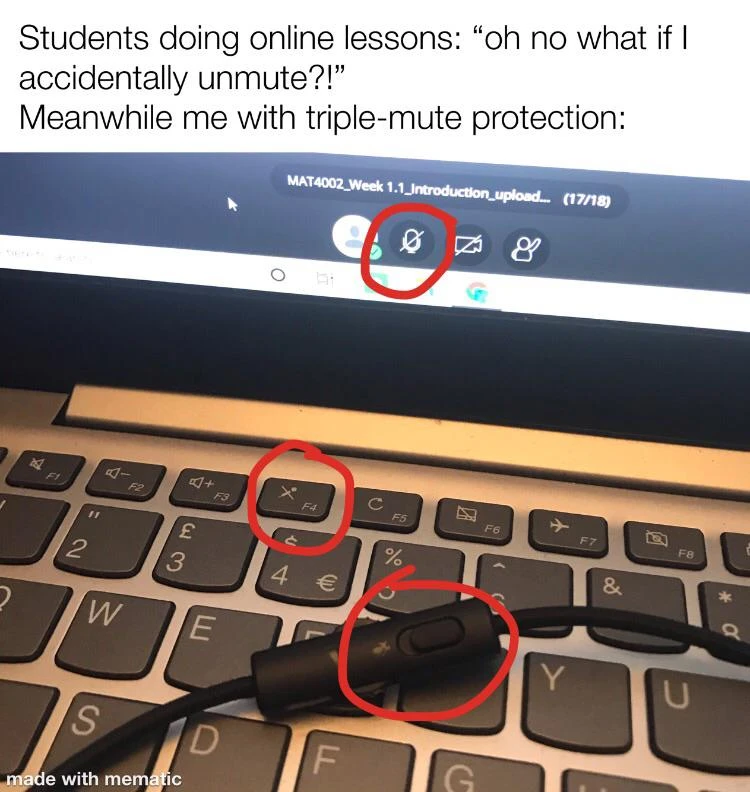 Students doing online lessons: “oh no what if I
accidentally unmute?!”
Meanwhile me with triple-mute protection:
MAT4002_Week 1.1_Introduction_upload... (17/18)
F1 F2 F3 F4 F5 F6 F7 F8
" £ % ^ & *
2 3 4 € 8
W E Y U
S D F G
made with mematic